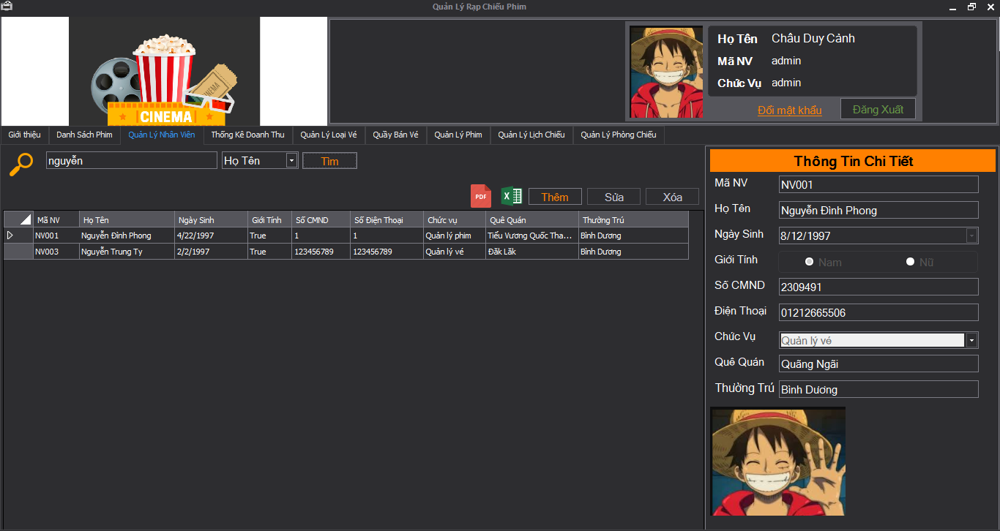 Quản Lý Rạp Chiếu Phim
CINEMA
CINEMA
Họ Tên Châu Duy Cảnh
Mã NV admin
Chức Vụ admin
Đổi mật khẩu Đăng Xuất
Giới thiệu Danh Sách Phim Quản Lý Nhân Viên Thống Kê Doanh Thu Quản Lý Loại Vé Quầy Bán Vé Quản Lý Phim Quản Lý Lịch Chiếu Quản Lý Phòng Chiếu
nguyễn Họ Tên Tìm
PDF X Thêm Sửa Xóa
Mã NV Họ Tên Ngày Sinh Giới Tính Số CMND Số Điện Thoại Chức vụ Quê Quán Thường Trú
NV001 Nguyễn Đình Phong 4/22/1997 True 1 1 Quản lý phim Tiểu Vương Quốc Tha... Bình Dương
NV003 Nguyễn Trung Ty 2/2/1997 True 123456789 123456789 Quản lý vé Đăk Lăk Bình Dương
Thông Tin Chi Tiết
Mã NV NV001
Họ Tên Nguyễn Đình Phong
Ngày Sinh 8/12/1997
Giới Tính Nam Nữ
Số CMND 2309491
Điện Thoại 01212665506
Chức Vụ Quản lý vé
Quê Quán Quãng Ngãi
Thường Trú Bình Dương